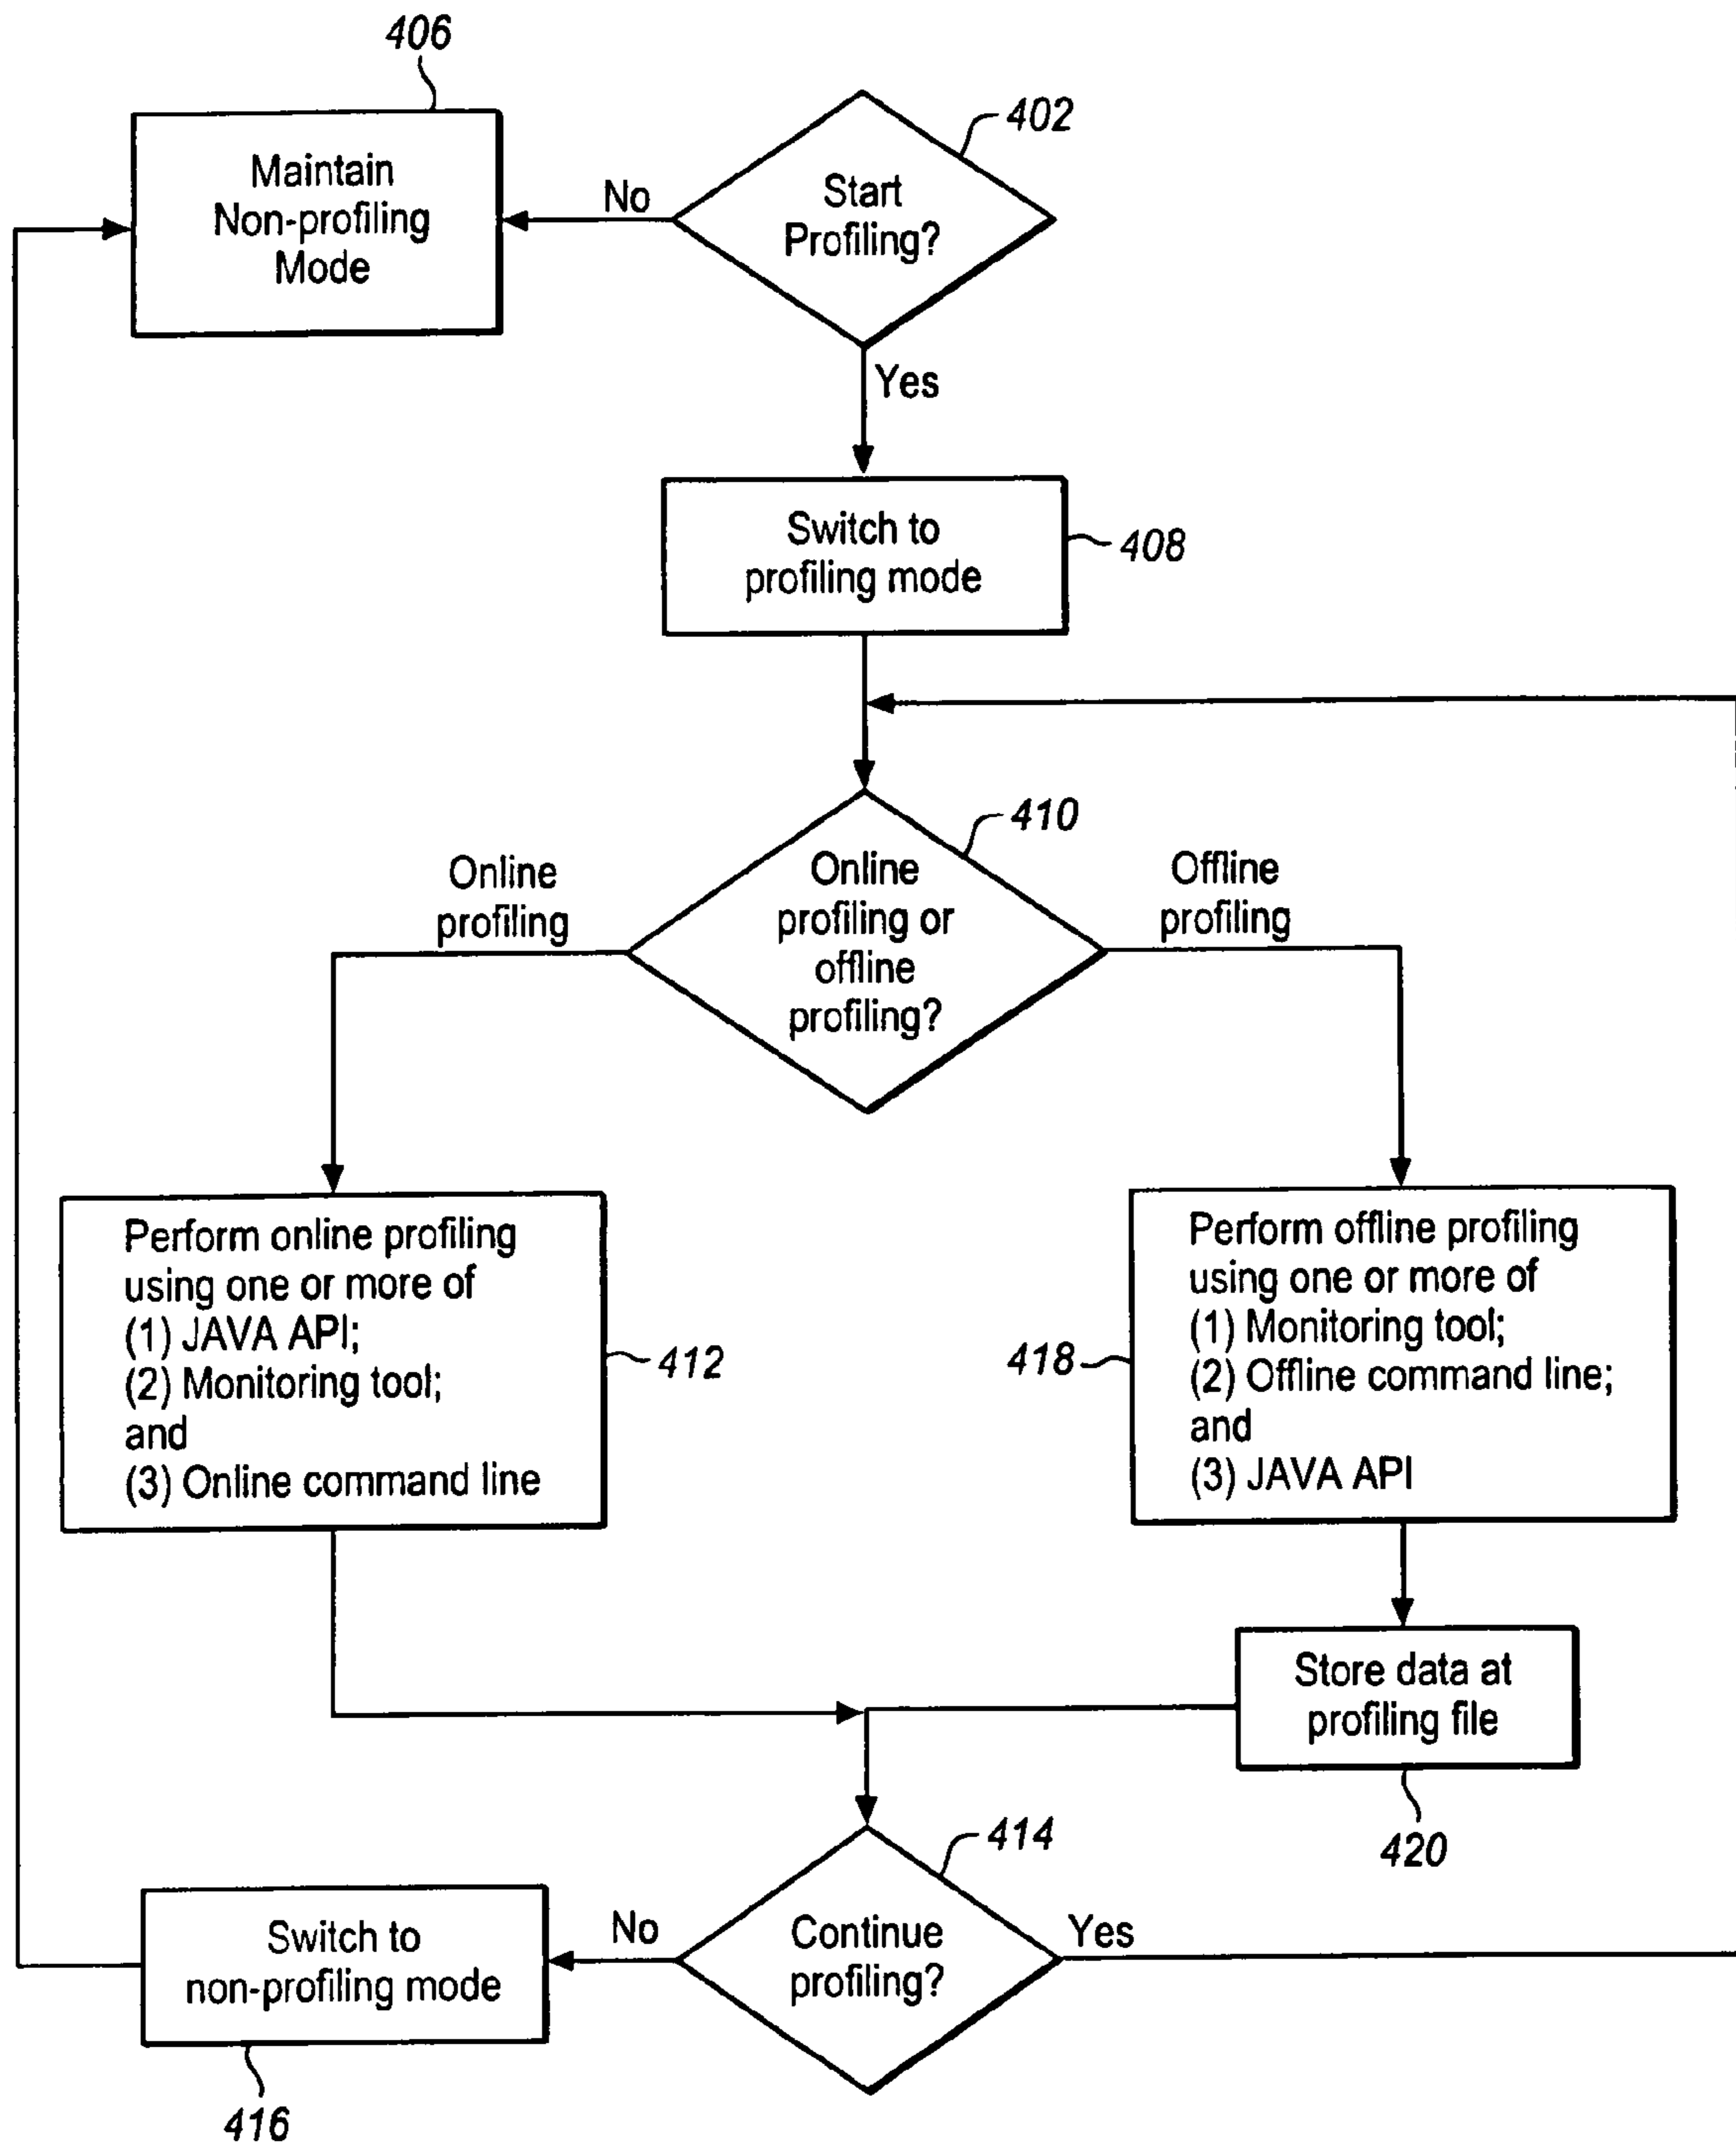 406
402
Maintain
Non-profiling
Mode
No
Start
Profiling?
Yes
Switch to
profiling mode
408
410
Online
profiling
Online
profiling or
offline
profiling?
Offline
profiling
Perform online profiling
using one or more of
(1) JAVA API;
(2) Monitoring tool;
and
(3) Online command line
412
418
Perform offline profiling
using one or more of
(1) Monitoring tool;
(2) Offline command line;
and
(3) JAVA API
Store data at
profiling file
420
414
Switch to
non-profiling mode
No
Continue
profiling?
Yes
416